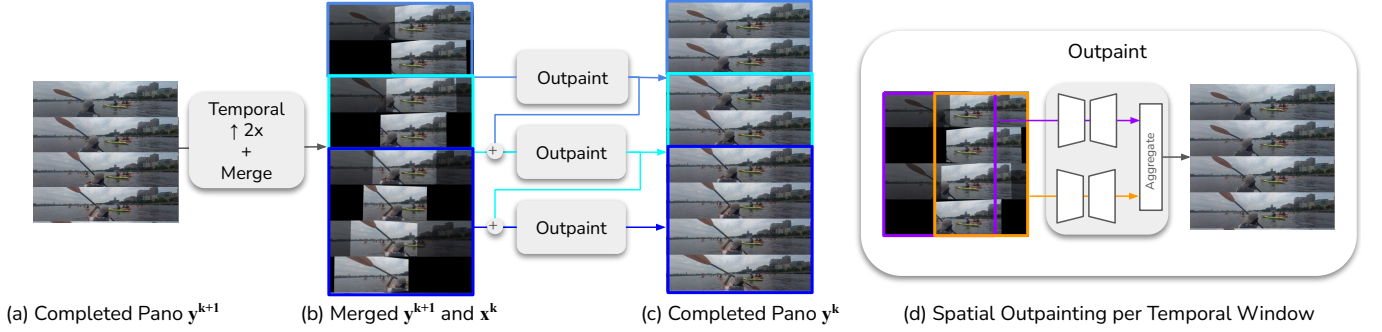 Temporal
↑ 2x
+
Merge
Outpaint
+
Outpaint
+
Outpaint
Outpaint
Aggregate
(a) Completed Pano y^{k+1}
(b) Merged y^{k+1} and x^k
(c) Completed Pano y^k
(d) Spatial Outpainting per Temporal Window